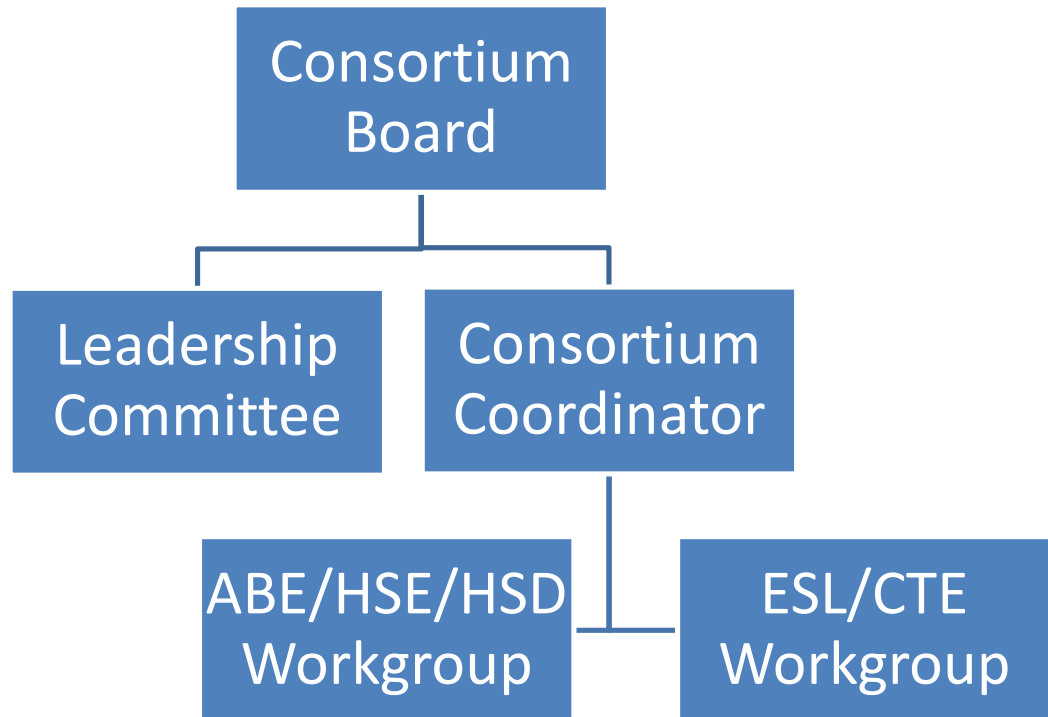 Consortium
Board
Leadership
Committee
Consortium
Coordinator
ABE/HSE/HSD
Workgroup
ESL/CTE
Workgroup